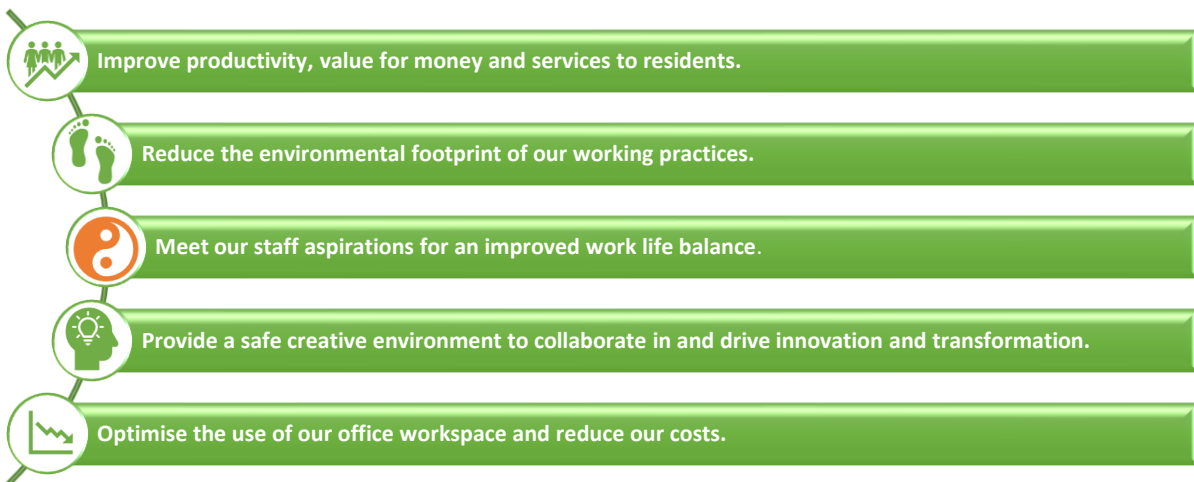 Improve productivity, value for money and services to residents.
Reduce the environmental footprint of our working practices.
Meet our staff aspirations for an improved work life balance.
Provide a safe creative environment to collaborate in and drive innovation and transformation.
Optimise the use of our office workspace and reduce our costs.